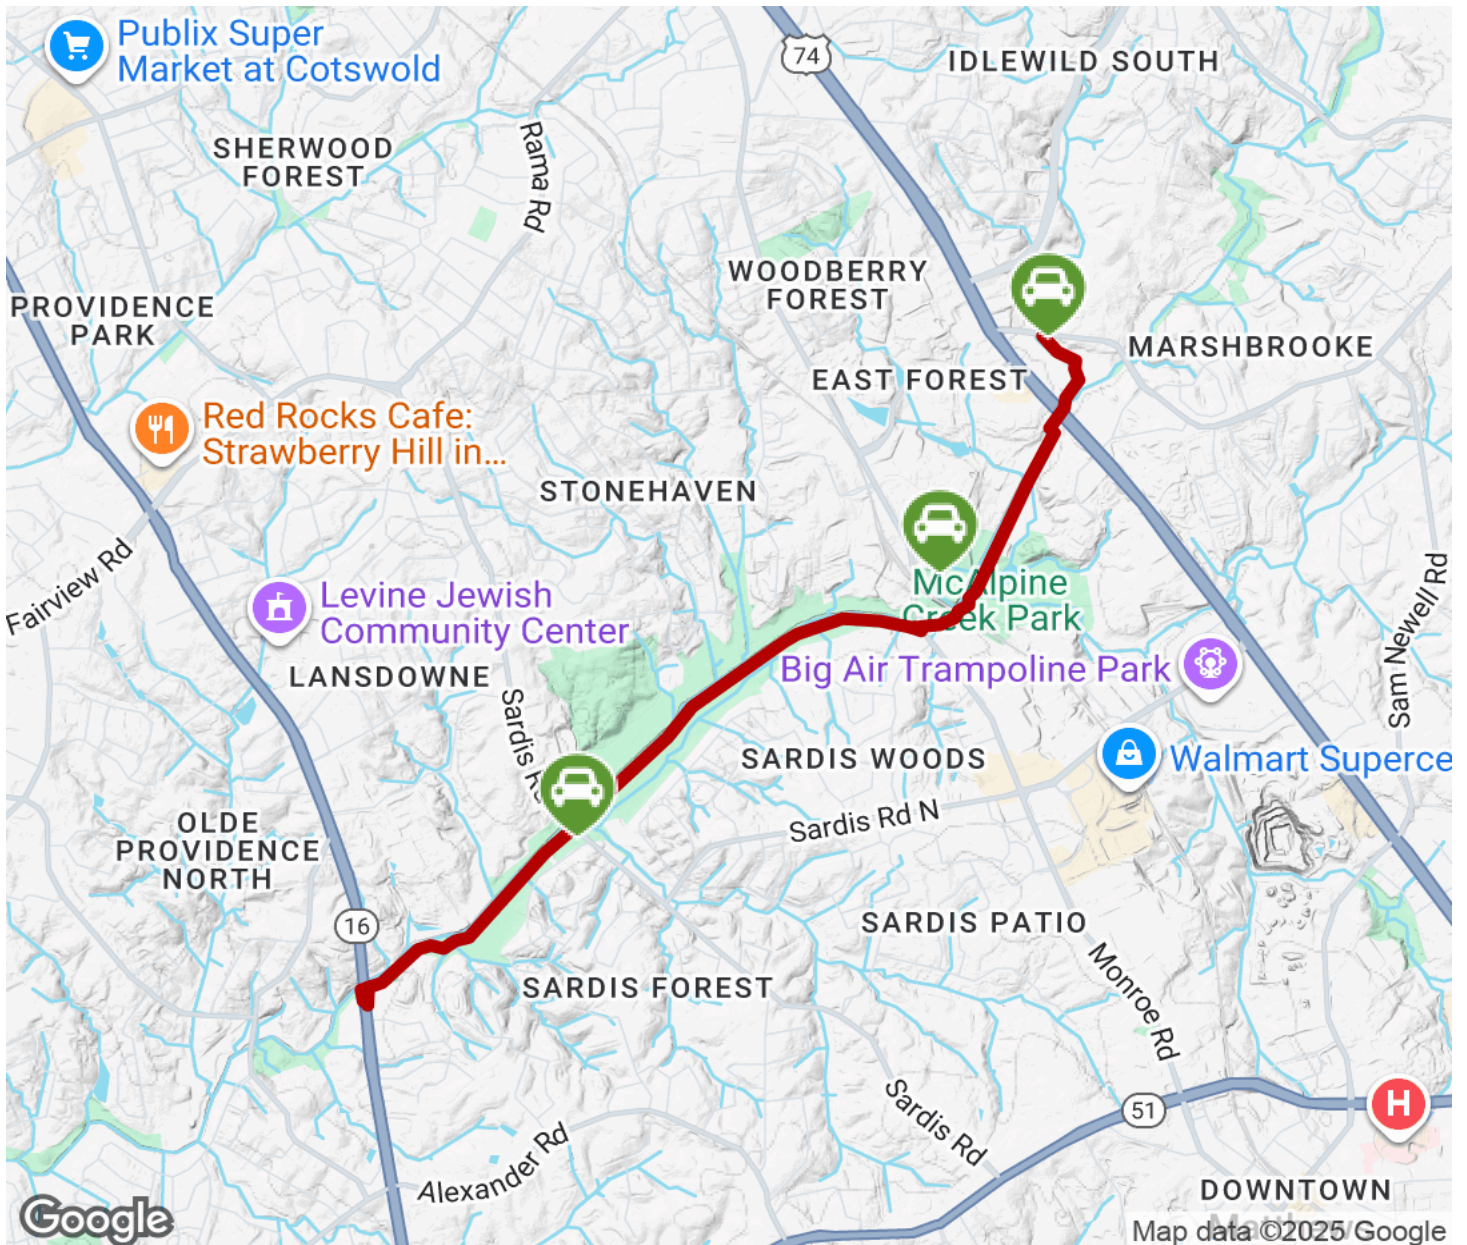 Publix Super
Market at Cotswold
74
IDLEWILD SOUTH
SHERWOOD
FOREST
Rama Rd
WOODBERRY
FOREST
PROVIDENCE
PARK
MARSHBROOKE
EAST FOREST
Red Rocks Cafe:
Strawberry Hill in...
STONEHAVEN
Fairview Rd
McAlpine
Creek Park
Levine Jewish
Community Center
Sam Newell Rd
LANSDOWNE
Big Air Trampoline Park
Sardis Rd
SARDIS WOODS
Walmart Superce
Sardis Rd N
OLDE
PROVIDENCE
NORTH
16
SARDIS PATIO
SARDIS FOREST
Monroe Rd
Sardis Rd
51
H
Alexander Rd
DOWNTOWN
Google
Map data ©2025 Google